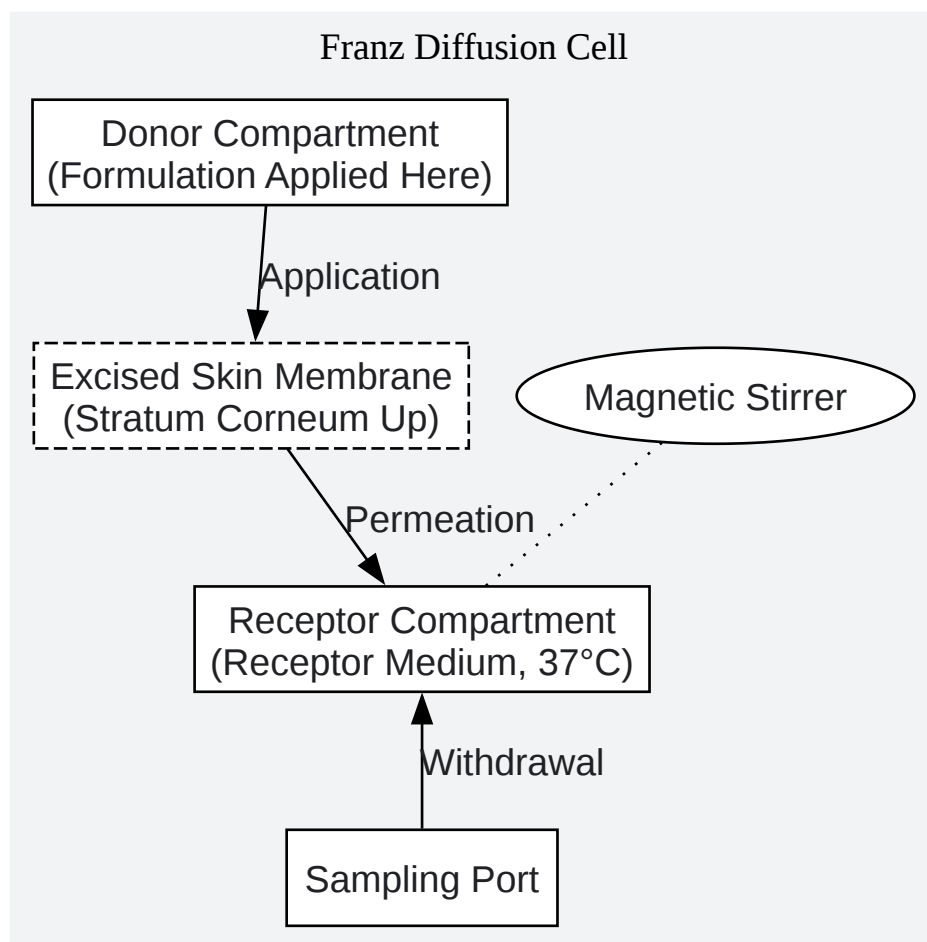 Franz Diffusion Cell
Donor Compartment
(Formulation Applied Here)
Application
Excised Skin Membrane
(Stratum Corneum Up)
Magnetic Stirrer
Permeation
Receptor Compartment
(Receptor Medium, 37°C)
Withdrawal
Sampling Port